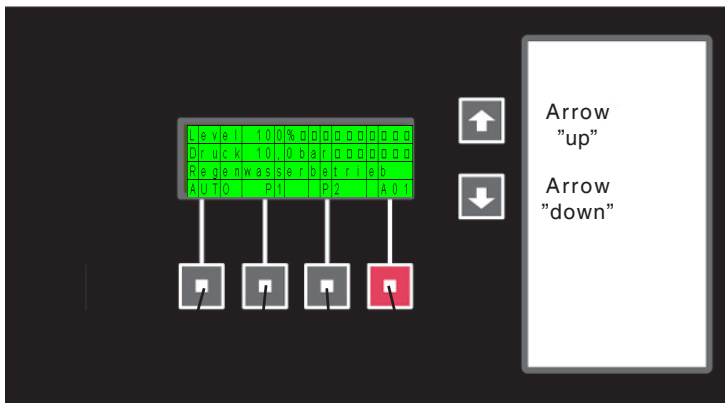 Level 100%▯▯▯▯▯▯▯▯▯▯
Druck 10,0bar▯▯▯▯▯▯▯
Regenwasserbetrieb
AUTO P1 P2 A01
Arrow
”up”
Arrow
”down”